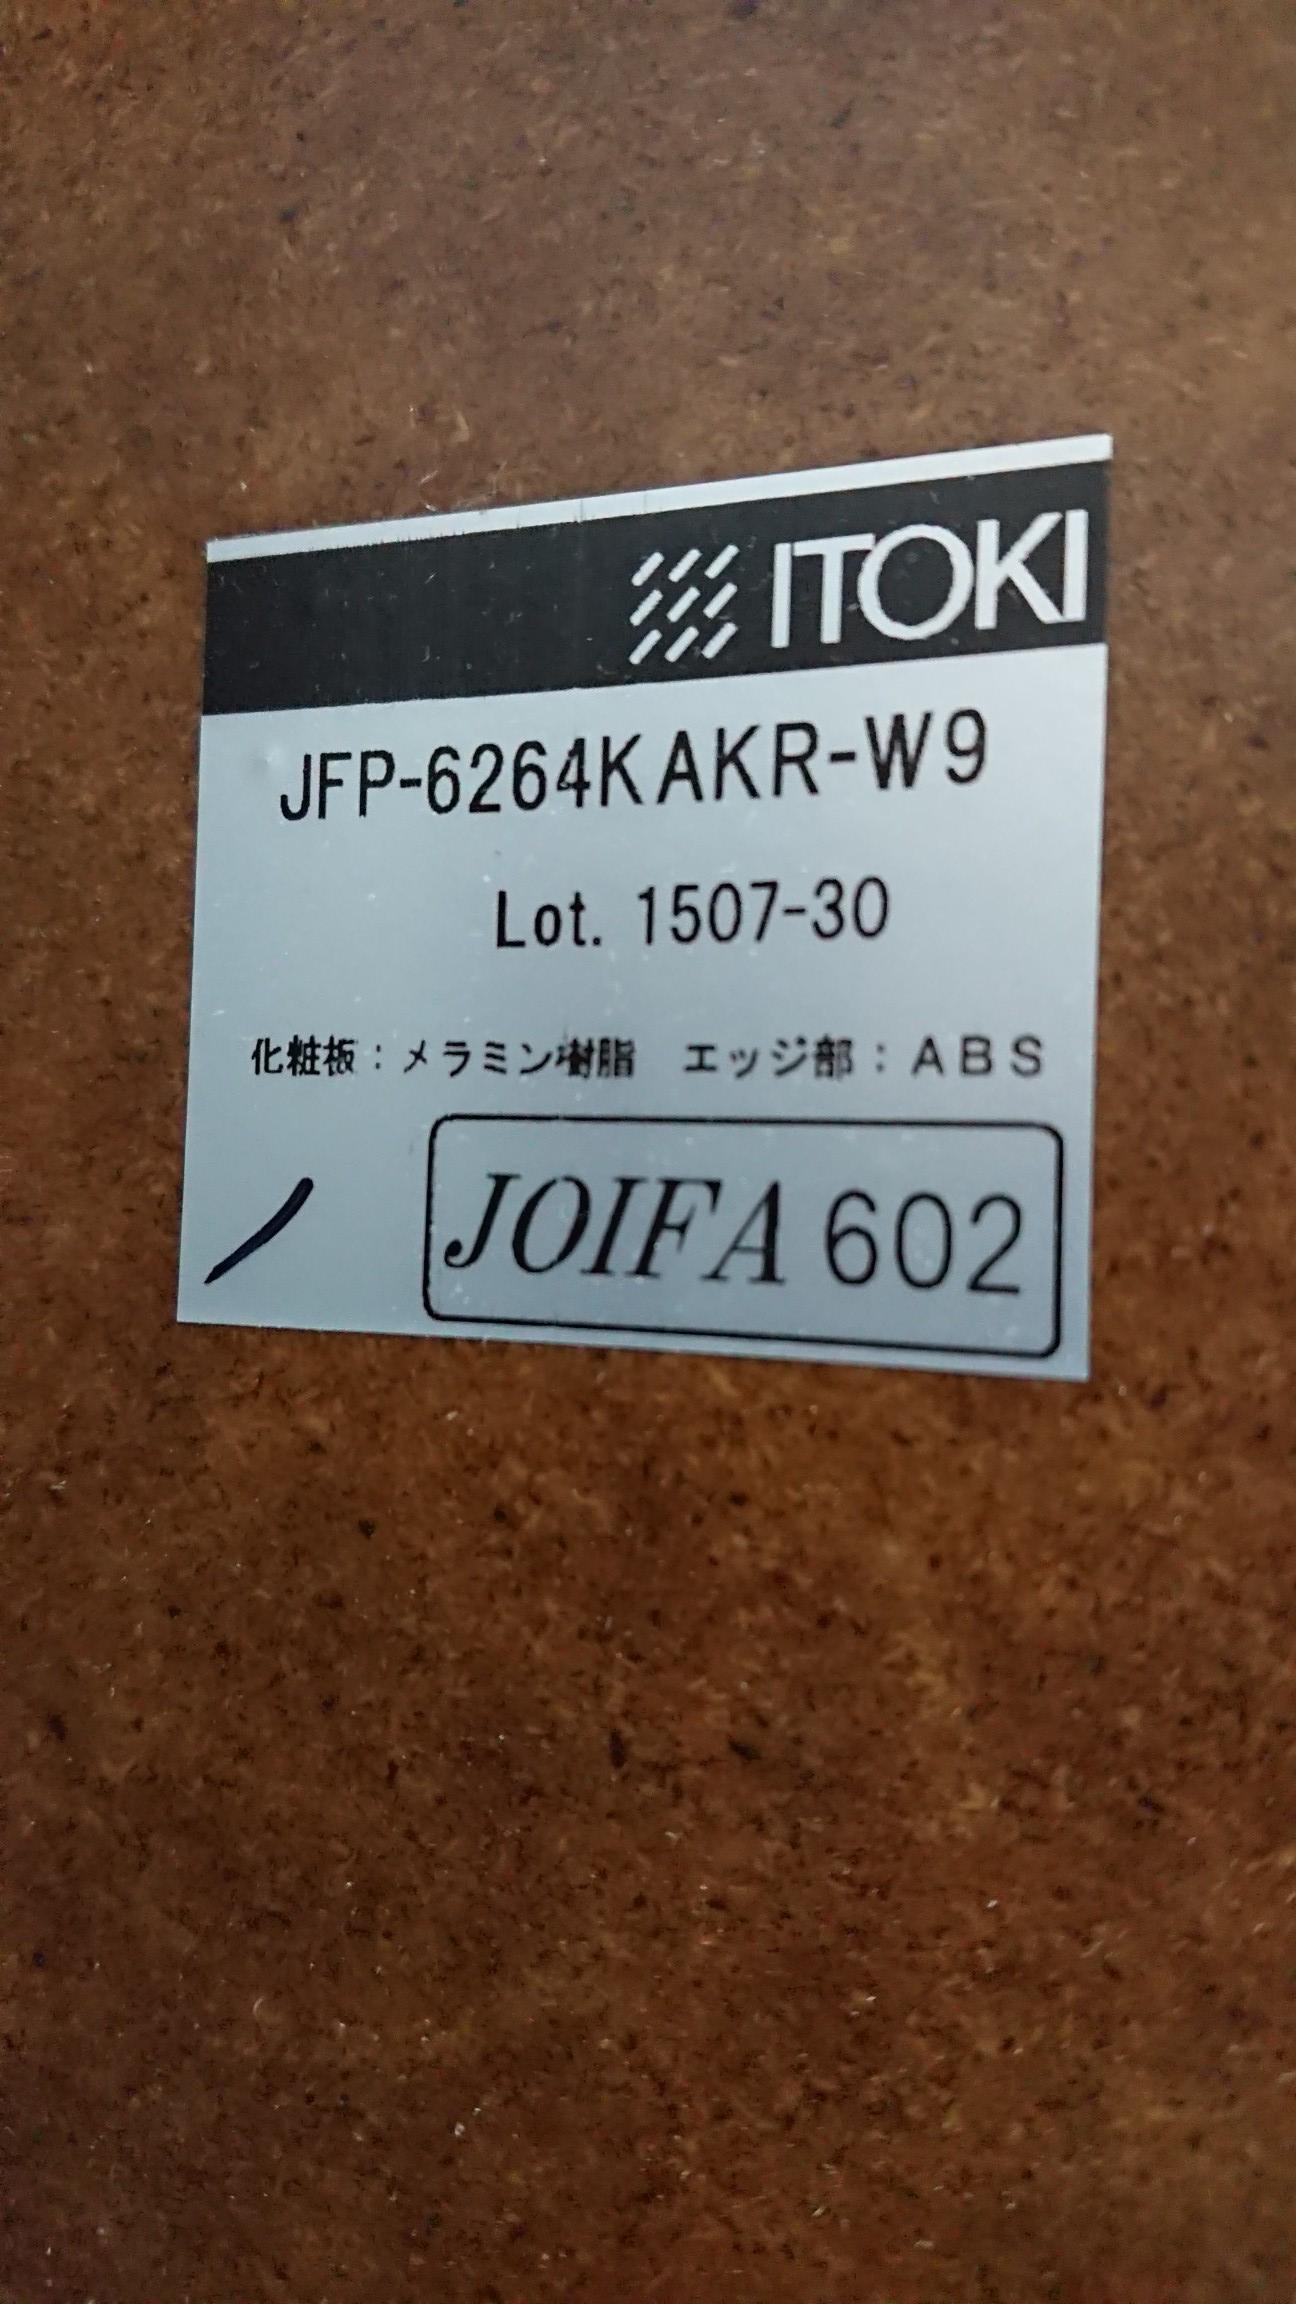 ITOKI
JFP-6264KAKR-W9
Lot. 1507-30
化粧板：メラミン樹脂　エッジ部：ＡＢＳ
JOIFA 602